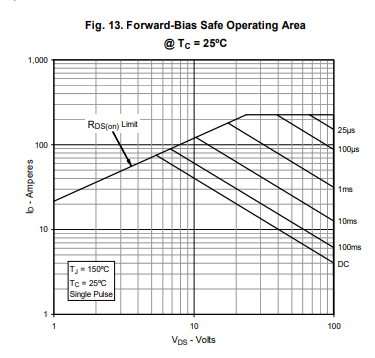 Fig. 13. Forward-Bias Safe Operating Area
@ TC = 25ºC
1,000
RDS(on) Limit
25µs
100
100µs
ID - Amperes
1ms
10
10ms
100ms
DC
TJ = 150ºC
TC = 25ºC
Single Pulse
1
1
10
100
VDS - Volts